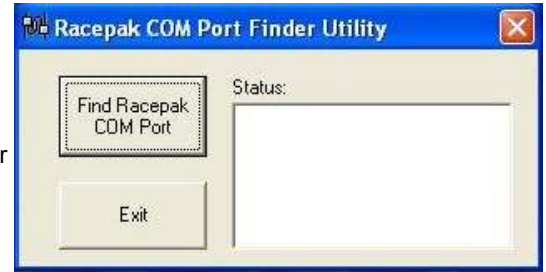 Racepak COM Port Finder Utility
Find Racepak
COM Port
Status:
r
Exit